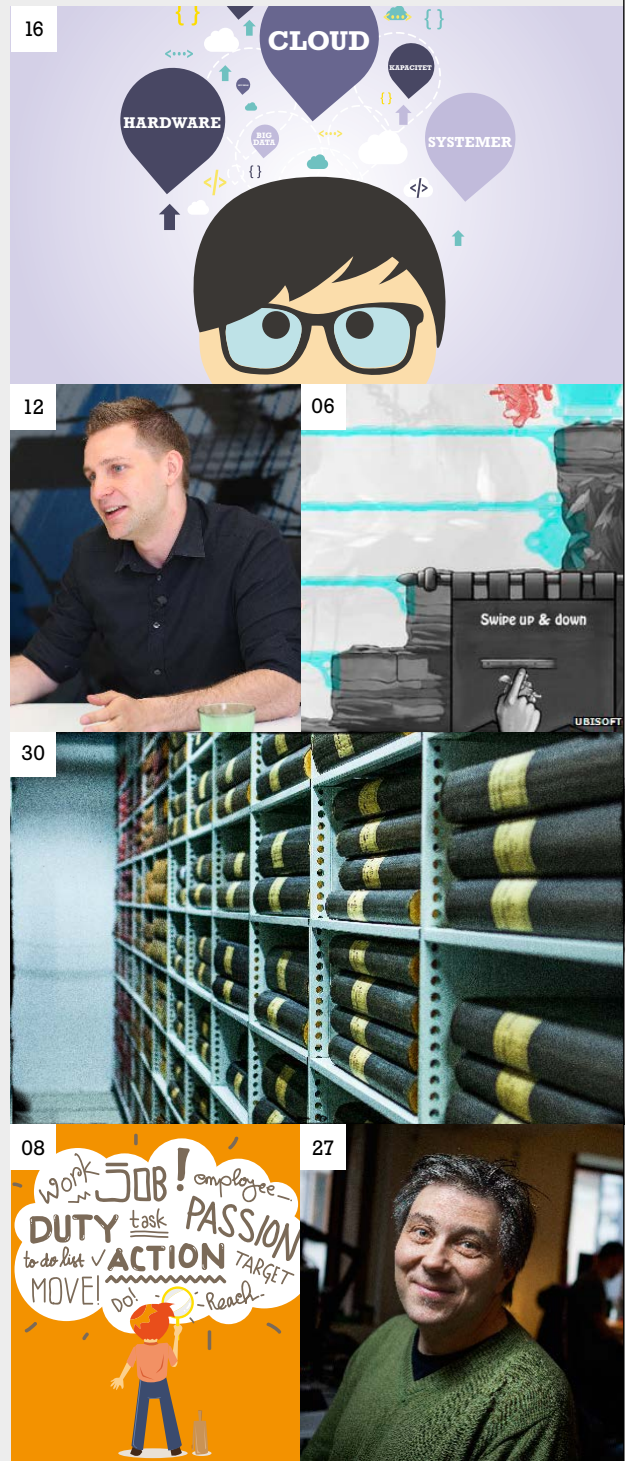 16
{ }
{ }
CLOUD
<···>
KAPACITET
HARDWARE
{ }
BIG
DATA
<···>
SYSTEMER
</>
{ }
</>
12
06
Swipe up & down
UBISOFT
30
08
work JOB! employee
DUTY task PASSION
to do list ✓ ACTION TARGET
MOVE! DO! Reach
27